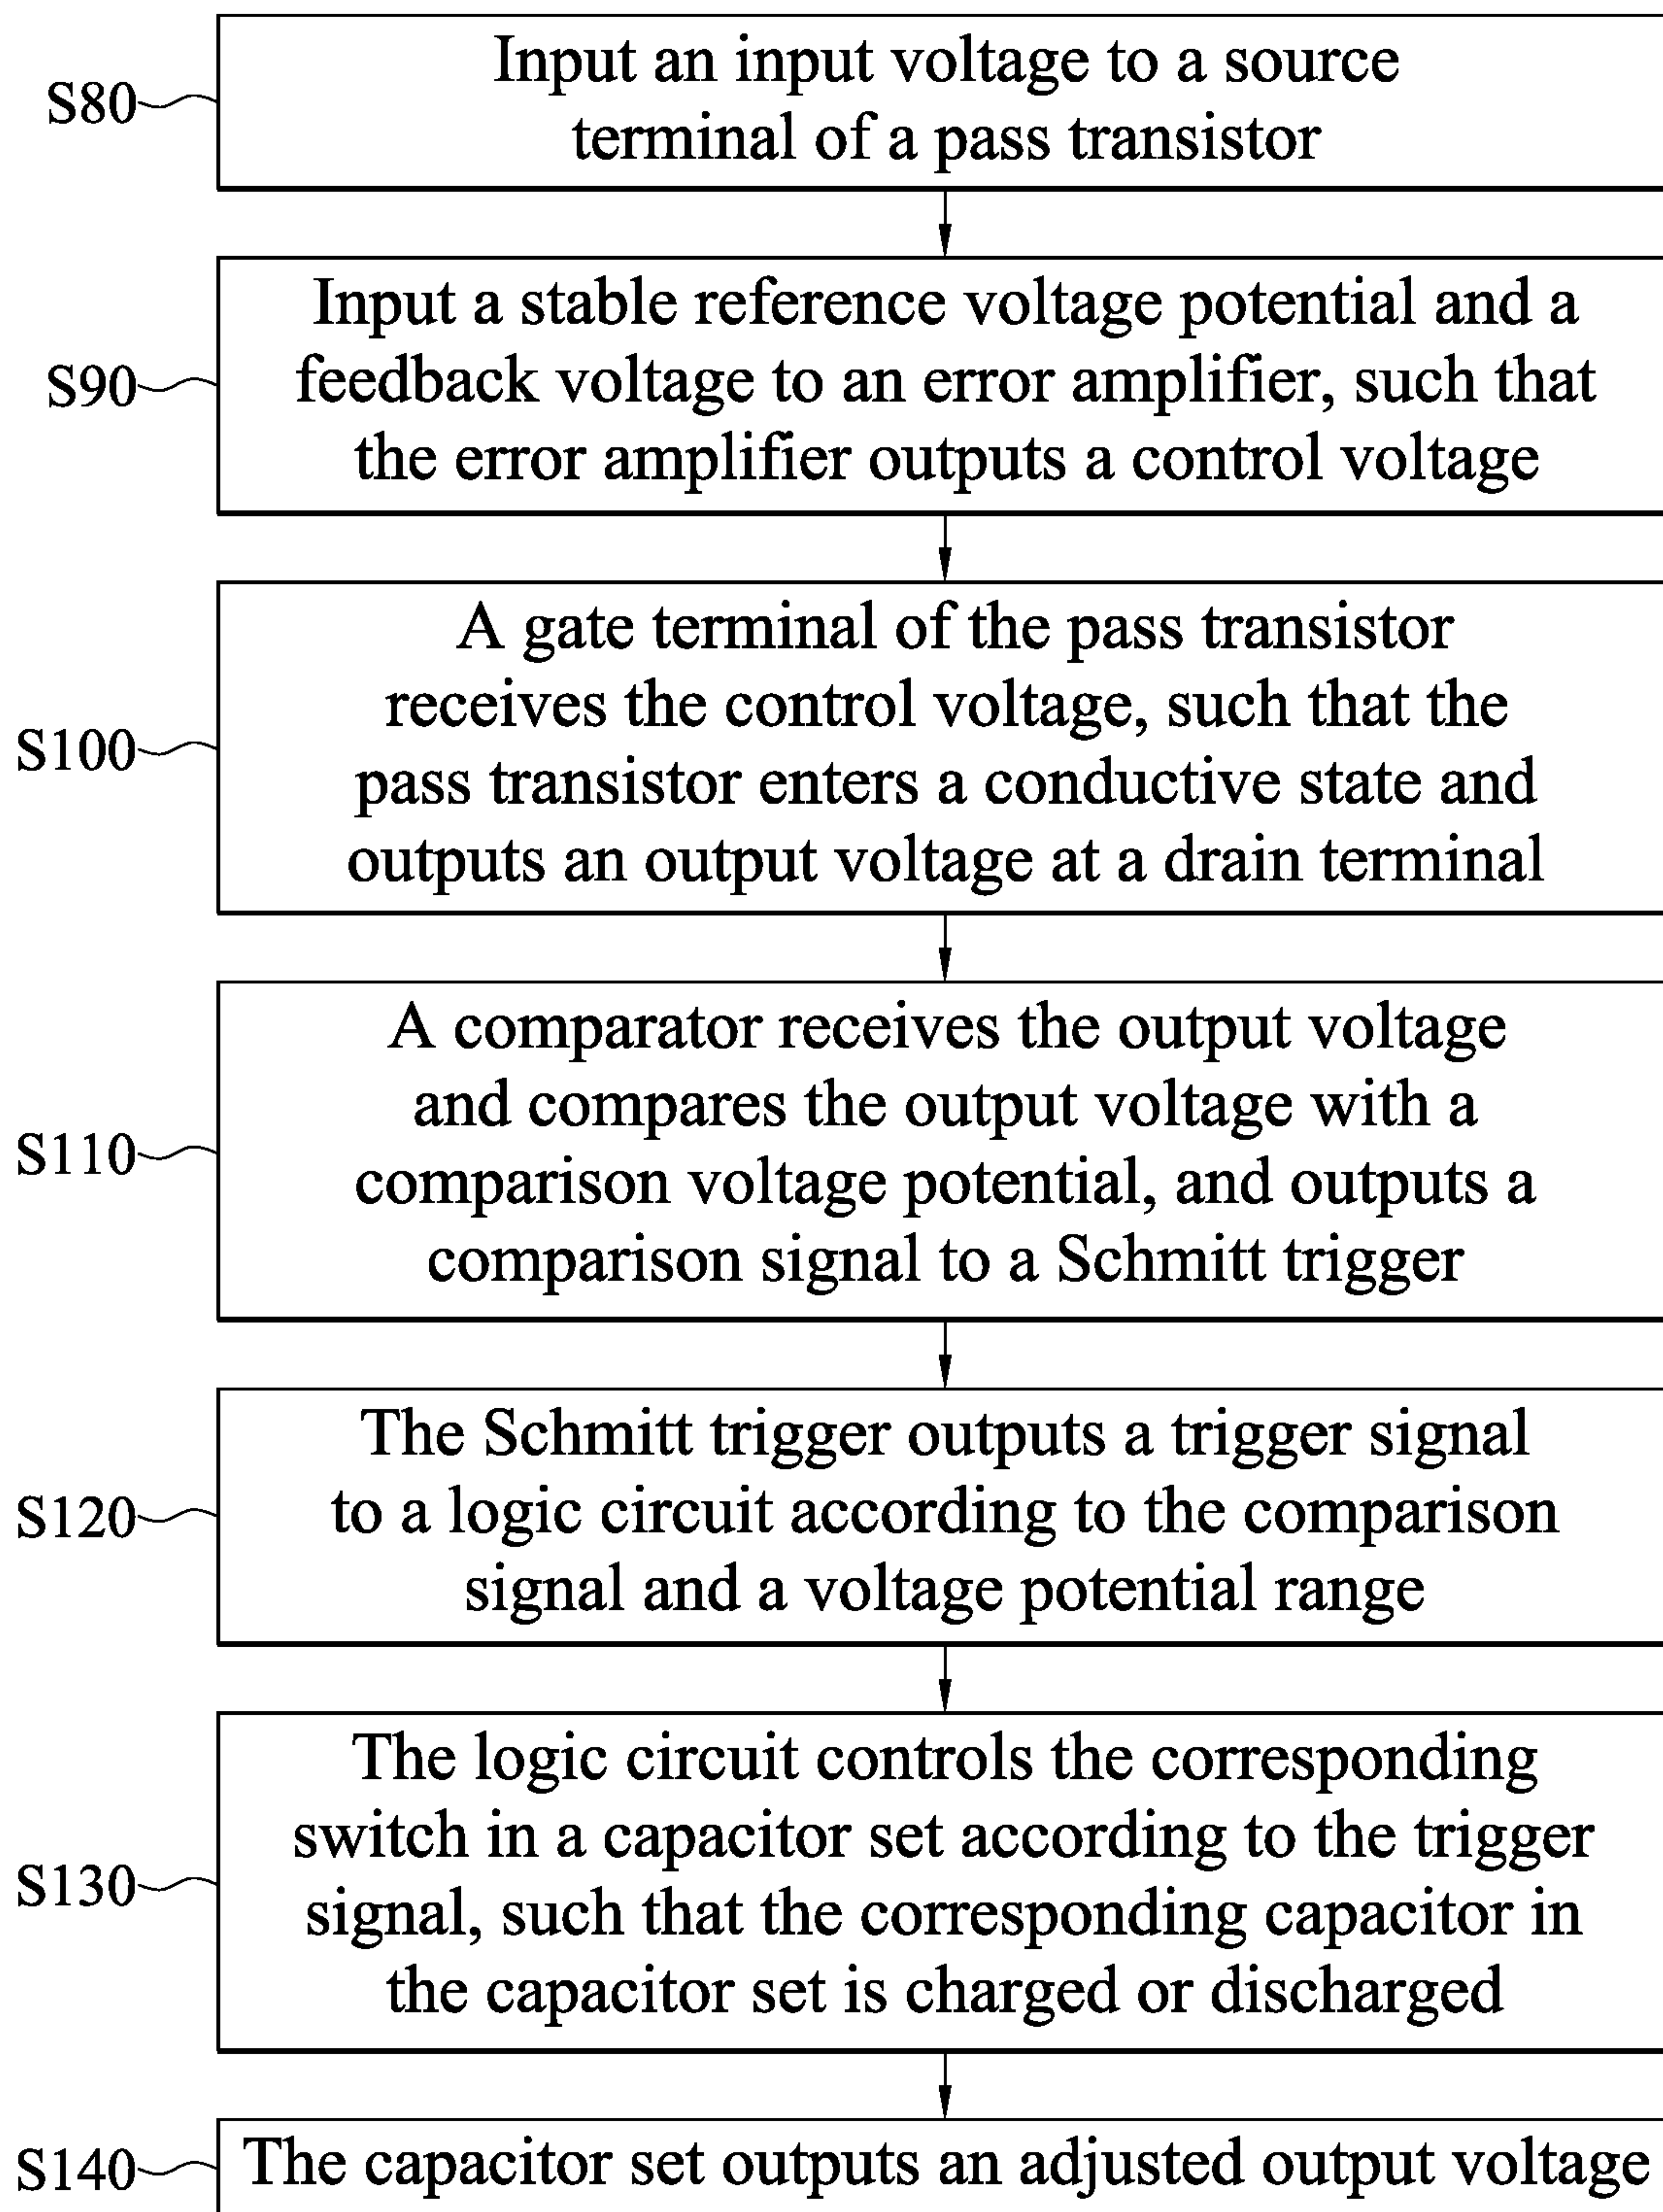 S80
Input an input voltage to a source
terminal of a pass transistor
S90
Input a stable reference voltage potential and a
feedback voltage to an error amplifier, such that
the error amplifier outputs a control voltage
S100
A gate terminal of the pass transistor
receives the control voltage, such that the
pass transistor enters a conductive state and
outputs an output voltage at a drain terminal
S110
A comparator receives the output voltage
and compares the output voltage with a
comparison voltage potential, and outputs a
comparison signal to a Schmitt trigger
S120
The Schmitt trigger outputs a trigger signal
to a logic circuit according to the comparison
signal and a voltage potential range
S130
The logic circuit controls the corresponding
switch in a capacitor set according to the trigger
signal, such that the corresponding capacitor in
the capacitor set is charged or discharged
S140
The capacitor set outputs an adjusted output voltage